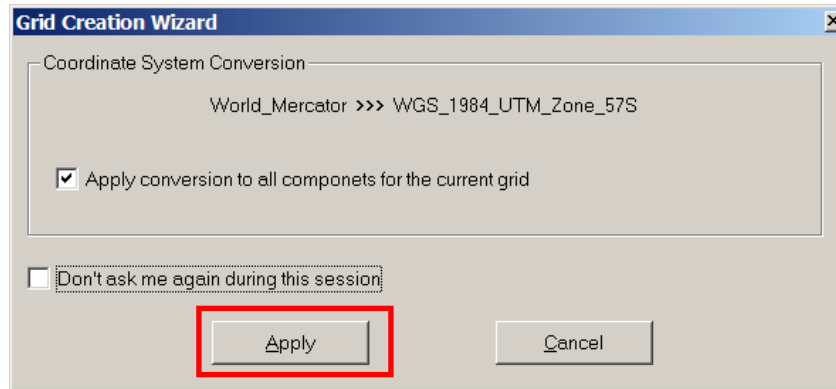 Grid Creation Wizard
Coordinate System Conversion
World_Mercator >>> WGS_1984_UTM_Zone_57S
Apply conversion to all componets for the current grid
Don't ask me again during this session
Apply
Cancel